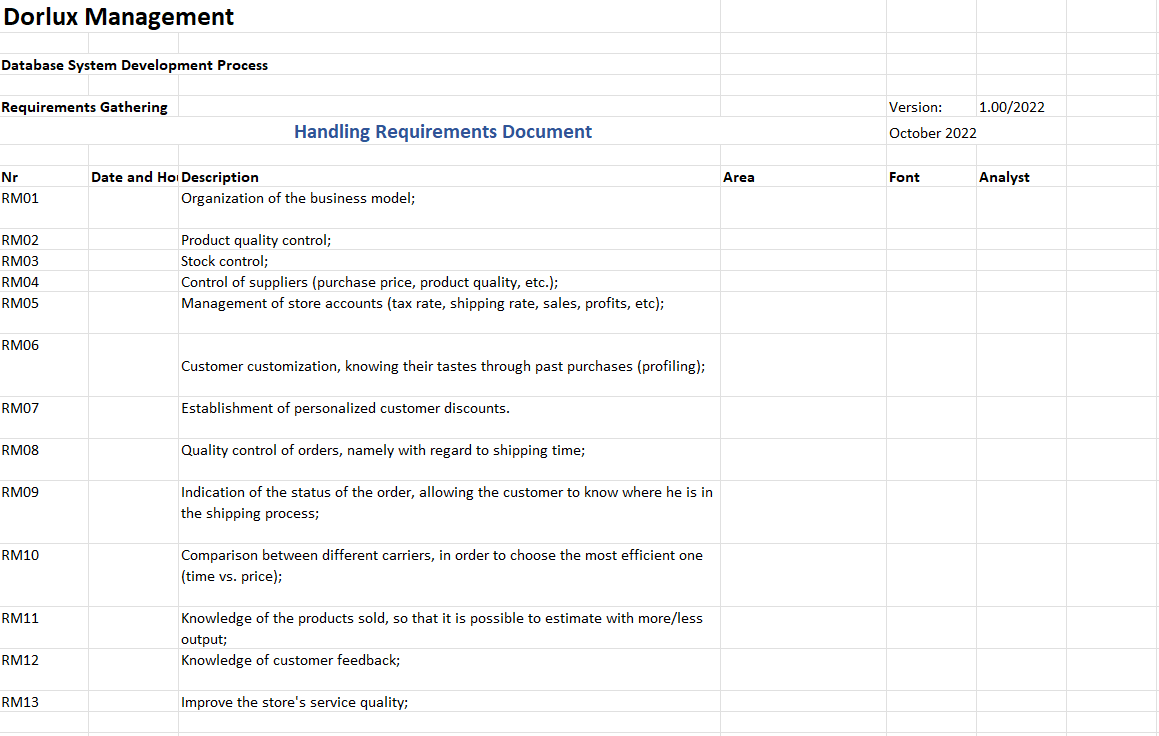 Dorlux Management
Database System Development Process
Requirements Gathering Version: 1.00/2022
Handling Requirements Document October 2022
Nr Date and Ho Description Area Font Analyst
RM01 Organization of the business model;
RM02 Product quality control;
RM03 Stock control;
RM04 Control of suppliers (purchase price, product quality, etc.);
RM05 Management of store accounts (tax rate, shipping rate, sales, profits, etc);
RM06
Customer customization, knowing their tastes through past purchases (profiling);
RM07 Establishment of personalized customer discounts.
RM08 Quality control of orders, namely with regard to shipping time;
RM09 Indication of the status of the order, allowing the customer to know where he is in
the shipping process;
RM10 Comparison between different carriers, in order to choose the most efficient one
(time vs. price);
RM11 Knowledge of the products sold, so that it is possible to estimate with more/less
output;
RM12 Knowledge of customer feedback;
RM13 Improve the store's service quality;